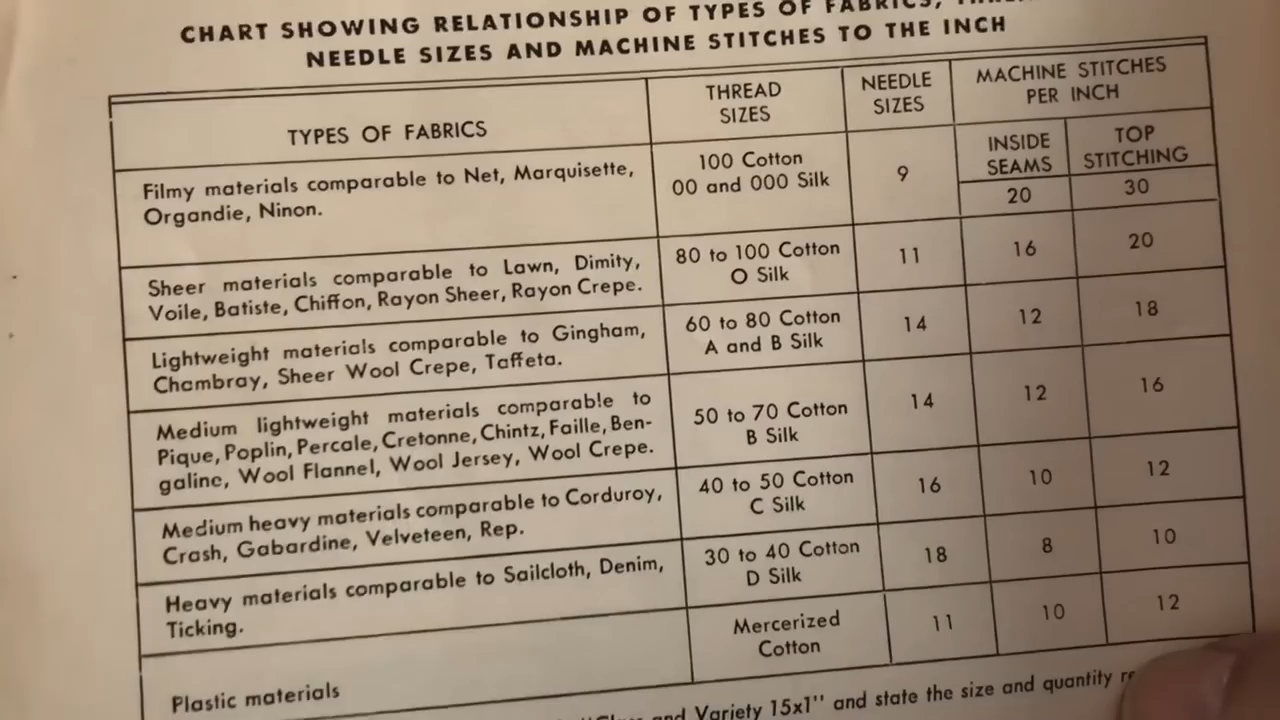 CHART SHOWING RELATIONSHIP OF TYPES OF FABRICS,
NEEDLE SIZES AND MACHINE STITCHES TO THE INCH
TYPES OF FABRICS
THREAD
SIZES
NEEDLE
SIZES
MACHINE STITCHES
PER INCH
INSIDE
SEAMS
TOP
STITCHING
Filmy materials comparable to Net, Marquisette,
Organdie, Ninon.
100 Cotton
00 and 000 Silk
9
20
30
Sheer materials comparable to Lawn, Dimity,
Voile, Batiste, Chiffon, Rayon Sheer, Rayon Crepe.
80 to 100 Cotton
O Silk
11
16
20
Lightweight materials comparable to Gingham,
Chambray, Sheer Wool Crepe, Taffeta.
60 to 80 Cotton
A and B Silk
14
12
18
Medium lightweight materials comparable to
Pique, Poplin, Percale, Cretonne, Chintz, Faille, Ben-
galine, Wool Flannel, Wool Jersey, Wool Crepe.
50 to 70 Cotton
B Silk
14
12
16
Medium heavy materials comparable to Corduroy,
Crash, Gabardine, Velveteen, Rep.
40 to 50 Cotton
C Silk
16
10
12
Heavy materials comparable to Sailcloth, Denim,
Ticking.
30 to 40 Cotton
D Silk
18
8
10
Plastic materials
Mercerized
Cotton
11
10
12
and Variety 15x1" and state the size and quantity